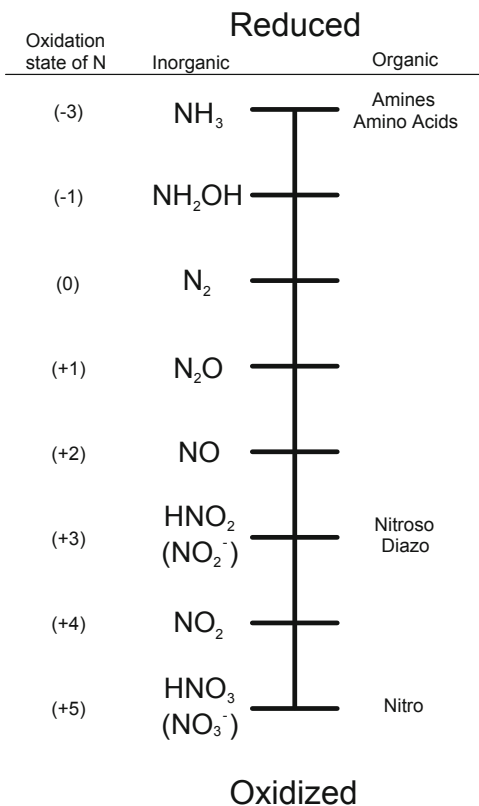 Reduced
Oxidation
state of N Inorganic Organic
(-3) NH₃ Amines
Amino Acids
(-1) NH₂OH
(0) N₂
(+1) N₂O
(+2) NO
(+3) HNO₂
(NO₂⁻) Nitroso
Diazo
(+4) NO₂
(+5) HNO₃
(NO₃⁻) Nitro
Oxidized